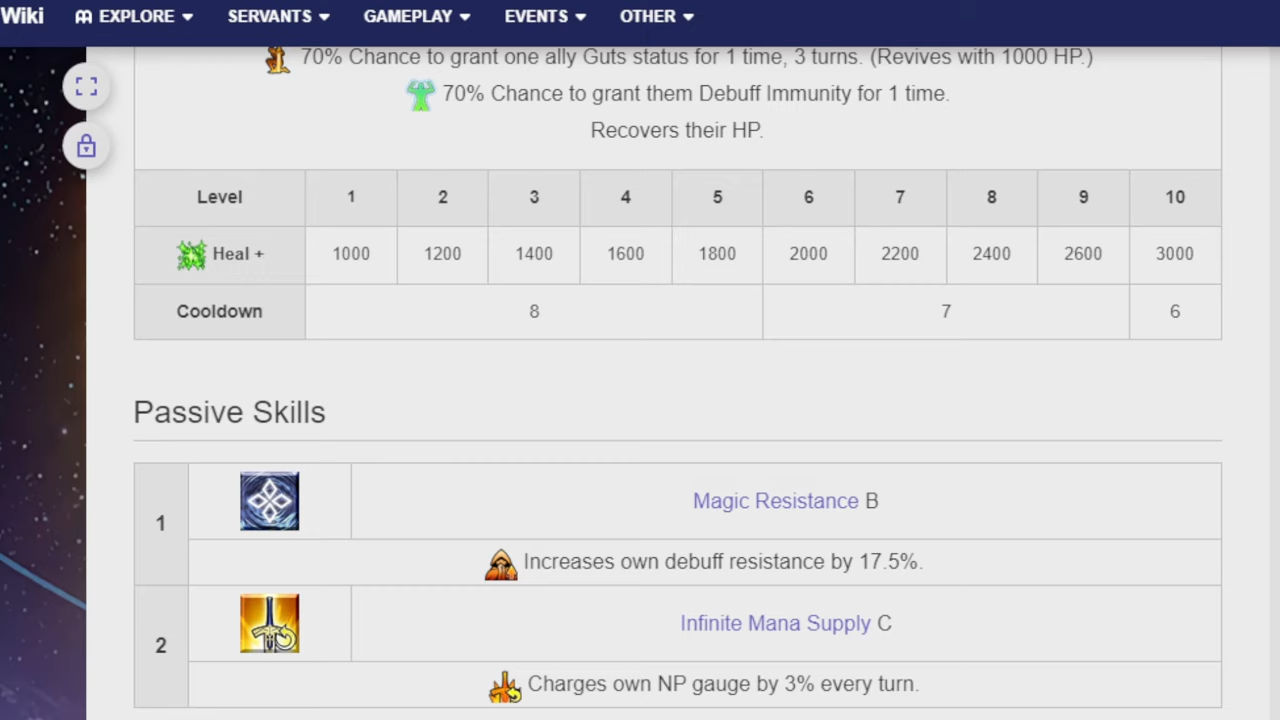 Wiki EXPLORE SERVANTS GAMEPLAY EVENTS OTHER
70% Chance to grant one ally Guts status for 1 time, 3 turns. (Revives with 1000 HP.)
70% Chance to grant them Debuff Immunity for 1 time.
Recovers their HP.
Level 1 2 3 4 5 6 7 8 9 10
Heal + 1000 1200 1400 1600 1800 2000 2200 2400 2600 3000
Cooldown 8 7 6
Passive Skills
1 Magic Resistance B
Increases own debuff resistance by 17.5%.
2 Infinite Mana Supply C
Charges own NP gauge by 3% every turn.